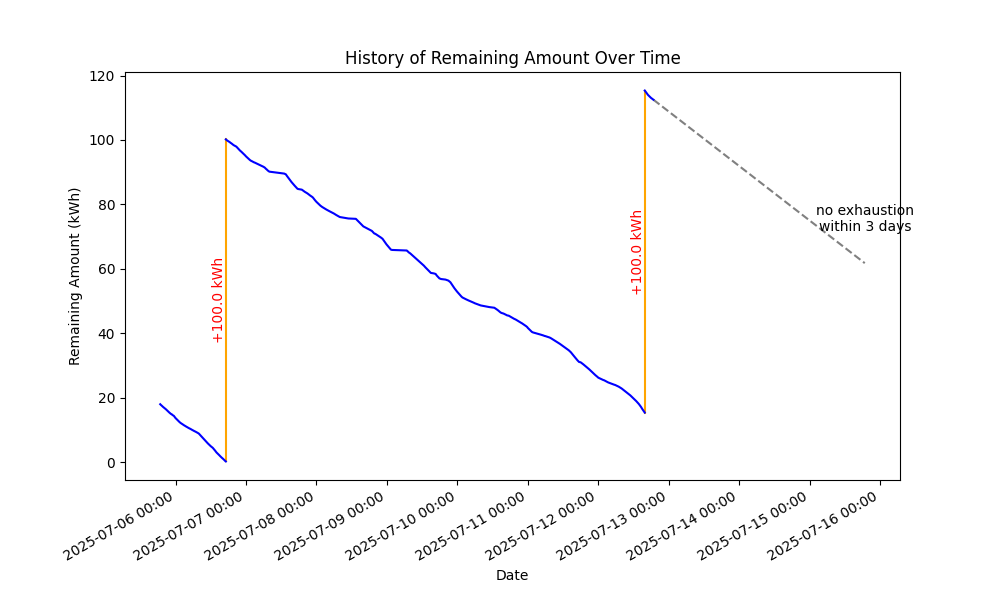 History of Remaining Amount Over Time
Remaining Amount (kWh)
120
100
80
60
40
20
0
+100.0 kWh
+100.0 kWh
no exhaustion
within 3 days
2025-07-06 00:00
2025-07-07 00:00
2025-07-08 00:00
2025-07-09 00:00
2025-07-10 00:00
2025-07-11 00:00
2025-07-12 00:00
2025-07-13 00:00
2025-07-14 00:00
2025-07-15 00:00
2025-07-16 00:00
Date